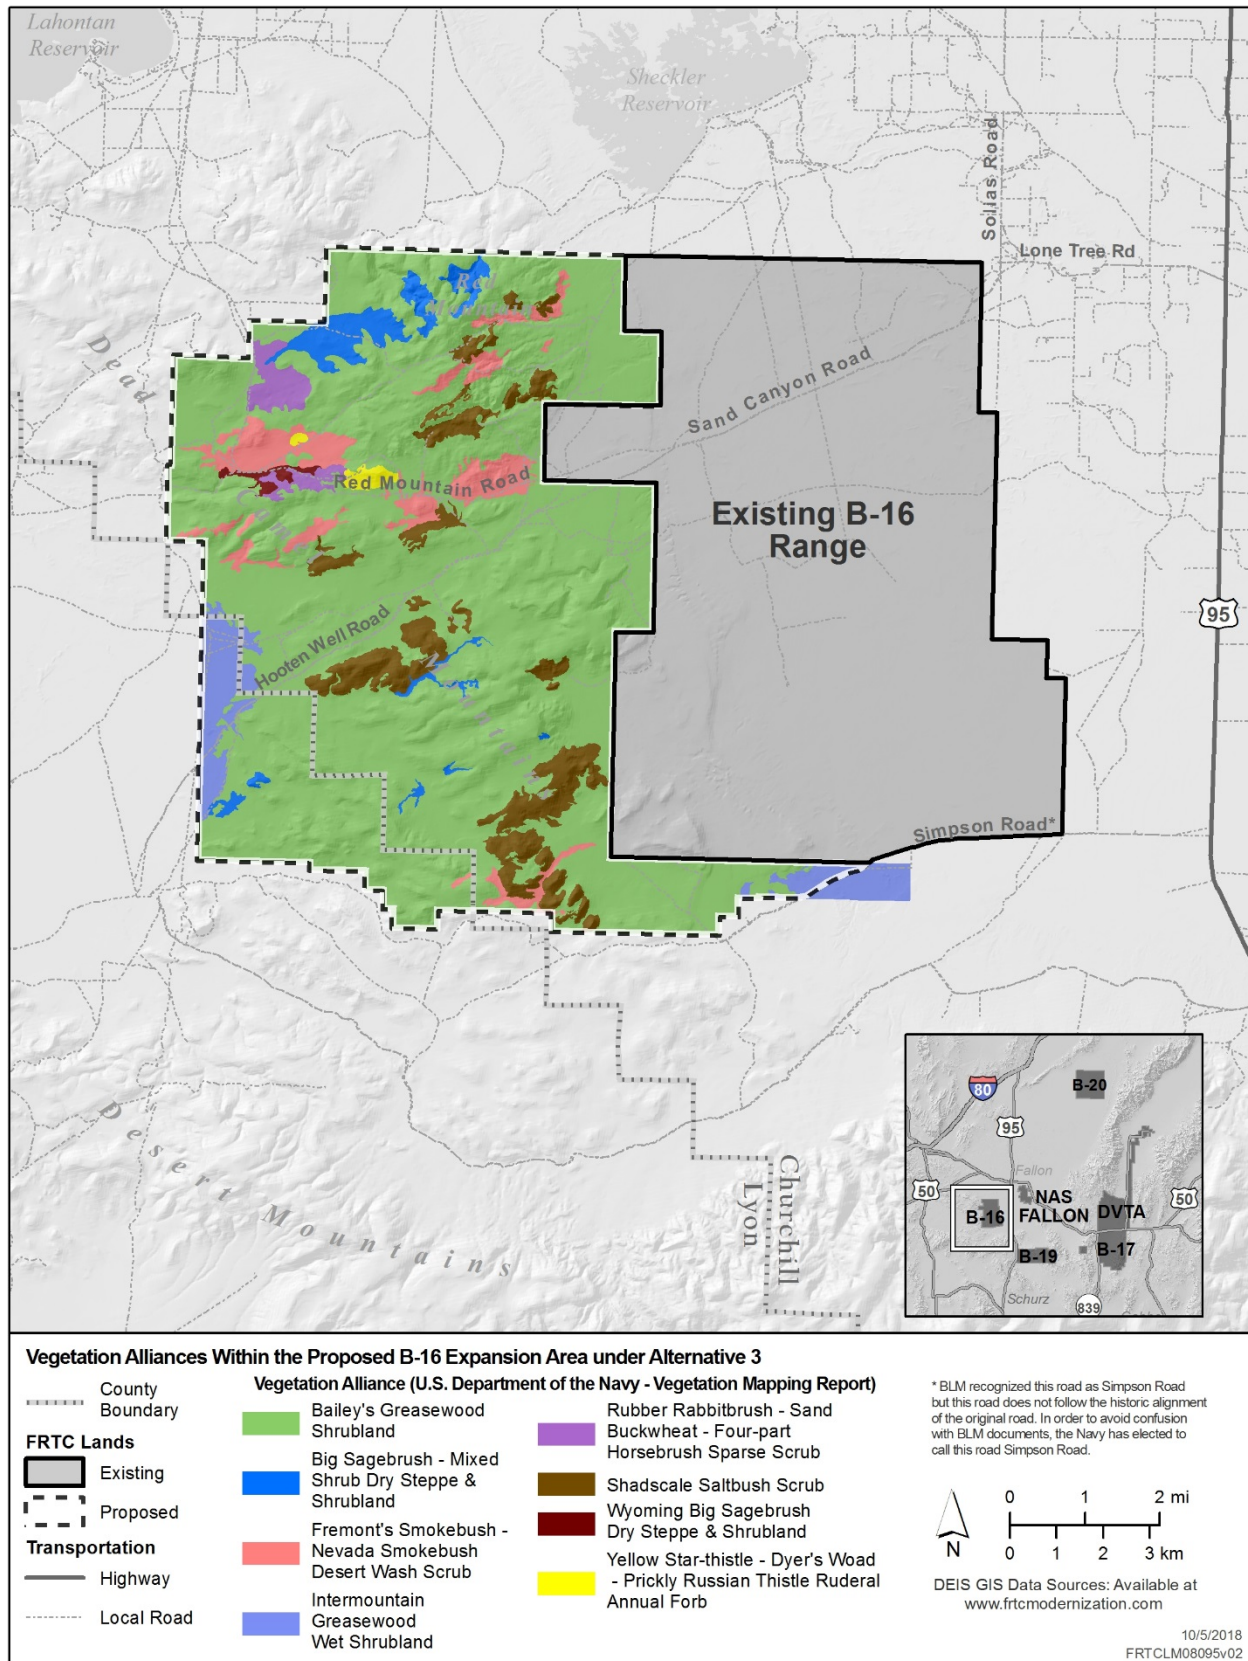 Lahontan
Reservoir
Sheckler
Reservoir
Sollas Road
Lone Tree Rd
Dead
Camel
Mountains
Red
Mountain
Sand Canyon Road
Red Mountain Road
Existing B-16
Range
95
Hooten Well Road
Simpson Road*
Desert Mountains
Churchill
Lyon
80
B-20
95
Fallon
50
NAS
FALLON
DVTA
50
B-16
B-17
B-19
Schurz
839
Vegetation Alliances Within the Proposed B-16 Expansion Area under Alternative 3
County
Boundary
FRTC Lands
Existing
Proposed
Transportation
Highway
Local Road
Vegetation Alliance (U.S. Department of the Navy - Vegetation Mapping Report)
Bailey's Greasewood
Shrubland
Big Sagebrush - Mixed
Shrub Dry Steppe &
Shrubland
Fremont's Smokebush -
Nevada Smokebush
Desert Wash Scrub
Intermountain
Greasewood
Wet Shrubland
Rubber Rabbitbrush - Sand
Buckwheat - Four-part
Horsebrush Sparse Scrub
Shadscale Saltbush Scrub
Wyoming Big Sagebrush
Dry Steppe & Shrubland
Yellow Star-thistle - Dyer's Woad
- Prickly Russian Thistle Ruderal
Annual Forb
* BLM recognized this road as Simpson Road
but this road does not follow the historic alignment
of the original road. In order to avoid confusion
with BLM documents, the Navy has elected to
call this road Simpson Road.
N
0 1 2 mi
0 1 2 3 km
DEIS GIS Data Sources: Available at
www.frtcmodernization.com
10/5/2018
FRTCLM08095v02